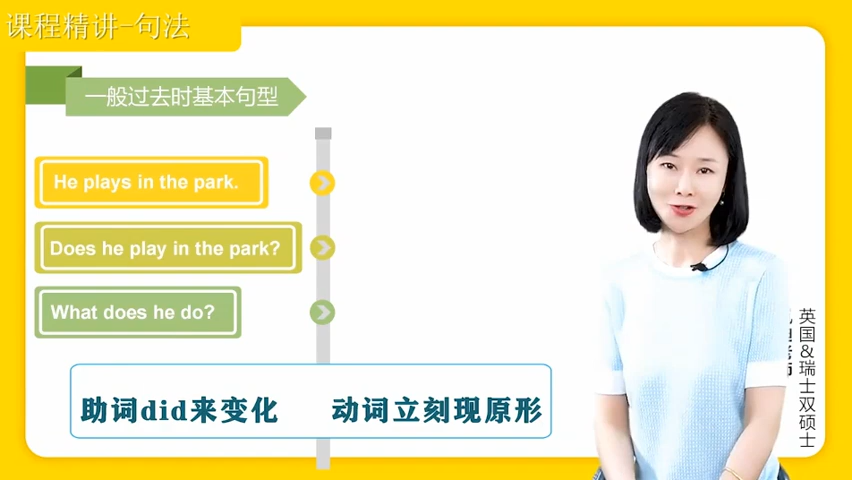 课程精讲-句法
一般过去时基本句型
He plays in the park.
Does he play in the park?
What does he do?
助词did来变化 动词立刻现原形
英国&瑞士双硕士